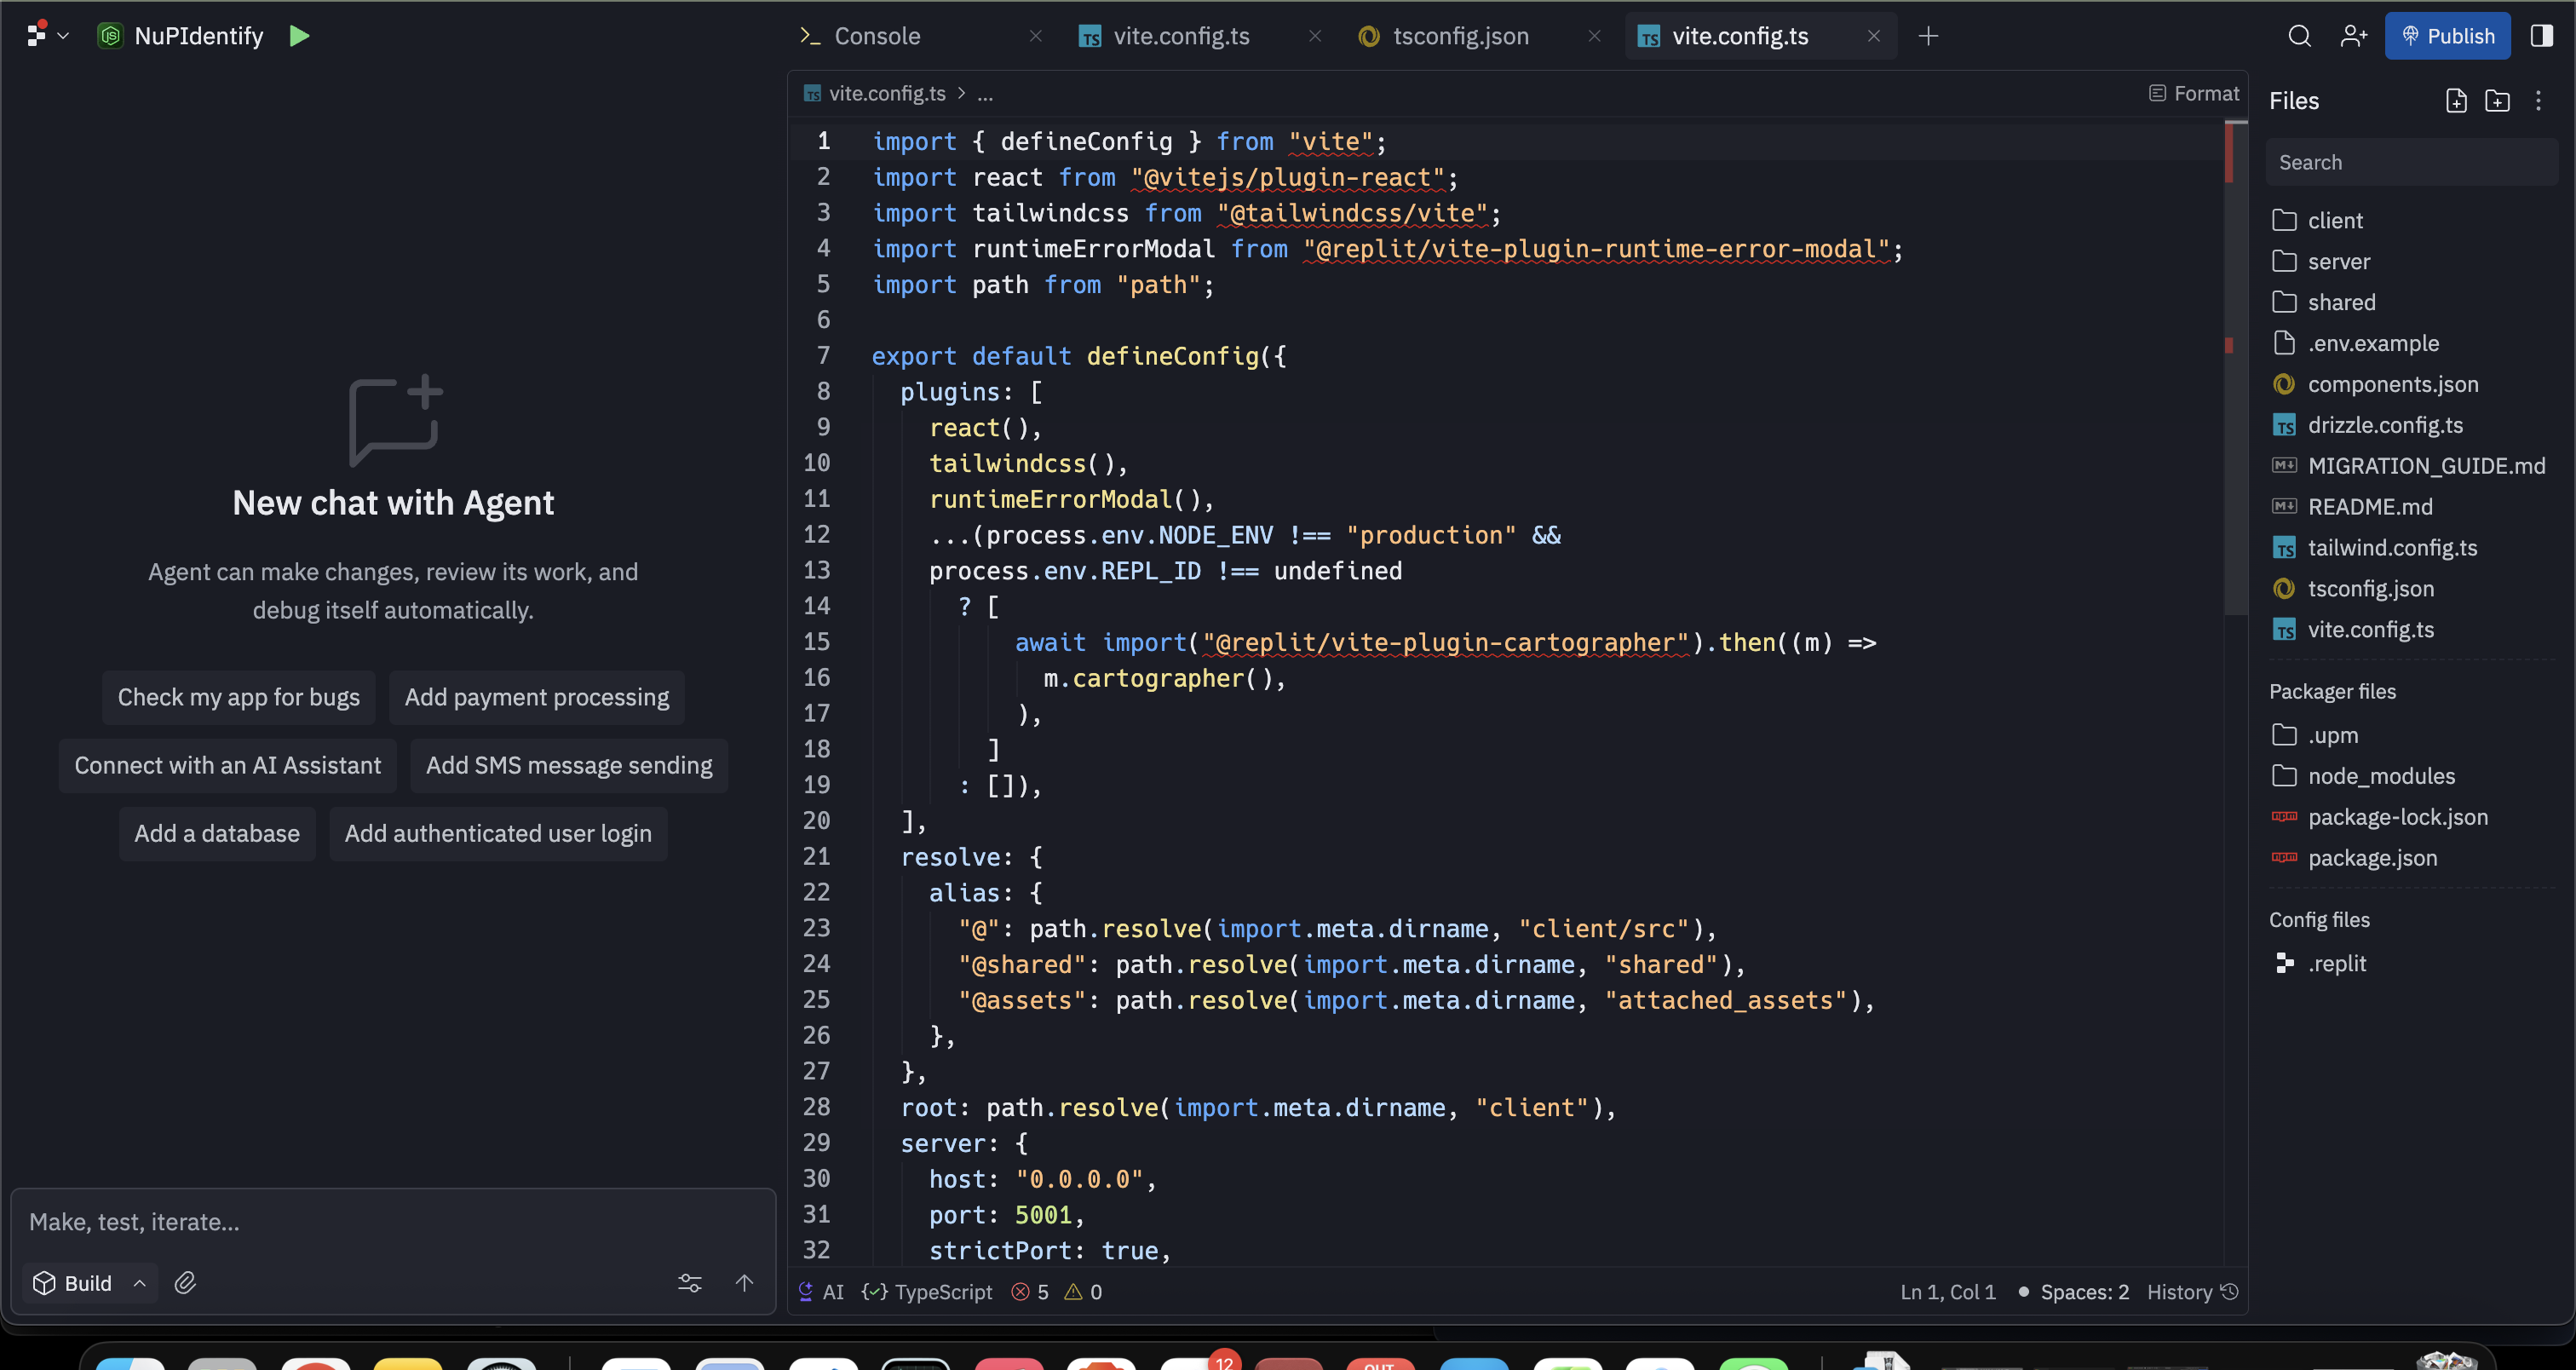 NuPIdentify
Console
vite.config.ts
tsconfig.json
vite.config.ts
Publish
New chat with Agent
Agent can make changes, review its work, and
debug itself automatically.
Check my app for bugs
Add payment processing
Connect with an AI Assistant
Add SMS message sending
Add a database
Add authenticated user login
Make, test, iterate...
Build
vite.config.ts > ...
Format
1 import { defineConfig } from "vite";
2 import react from "@vitejs/plugin-react";
3 import tailwindcss from "@tailwindcss/vite";
4 import runtimeErrorModal from "@replit/vite-plugin-runtime-error-modal";
5 import path from "path";
6
7 export default defineConfig({
8   plugins: [
9     react(),
10     tailwindcss(),
11     runtimeErrorModal(),
12     ...(process.env.NODE_ENV !== "production" &&
13     process.env.REPL_ID !== undefined
14       ? [
15           await import("@replit/vite-plugin-cartographer").then((m) =>
16             m.cartographer(),
17           ),
18         ]
19       : []),
20   ],
21   resolve: {
22     alias: {
23       "@": path.resolve(import.meta.dirname, "client/src"),
24       "@shared": path.resolve(import.meta.dirname, "shared"),
25       "@assets": path.resolve(import.meta.dirname, "attached_assets"),
26     },
27   },
28   root: path.resolve(import.meta.dirname, "client"),
29   server: {
30     host: "0.0.0.0",
31     port: 5001,
32     strictPort: true,
AI
TypeScript
5
0
Ln 1, Col 1
Spaces: 2
History
Files
Search
client
server
shared
.env.example
components.json
TS drizzle.config.ts
MIGRATION_GUIDE.md
README.md
TS tailwind.config.ts
tsconfig.json
TS vite.config.ts
Packager files
.upm
node_modules
npm package-lock.json
npm package.json
Config files
.replit
12
OUT